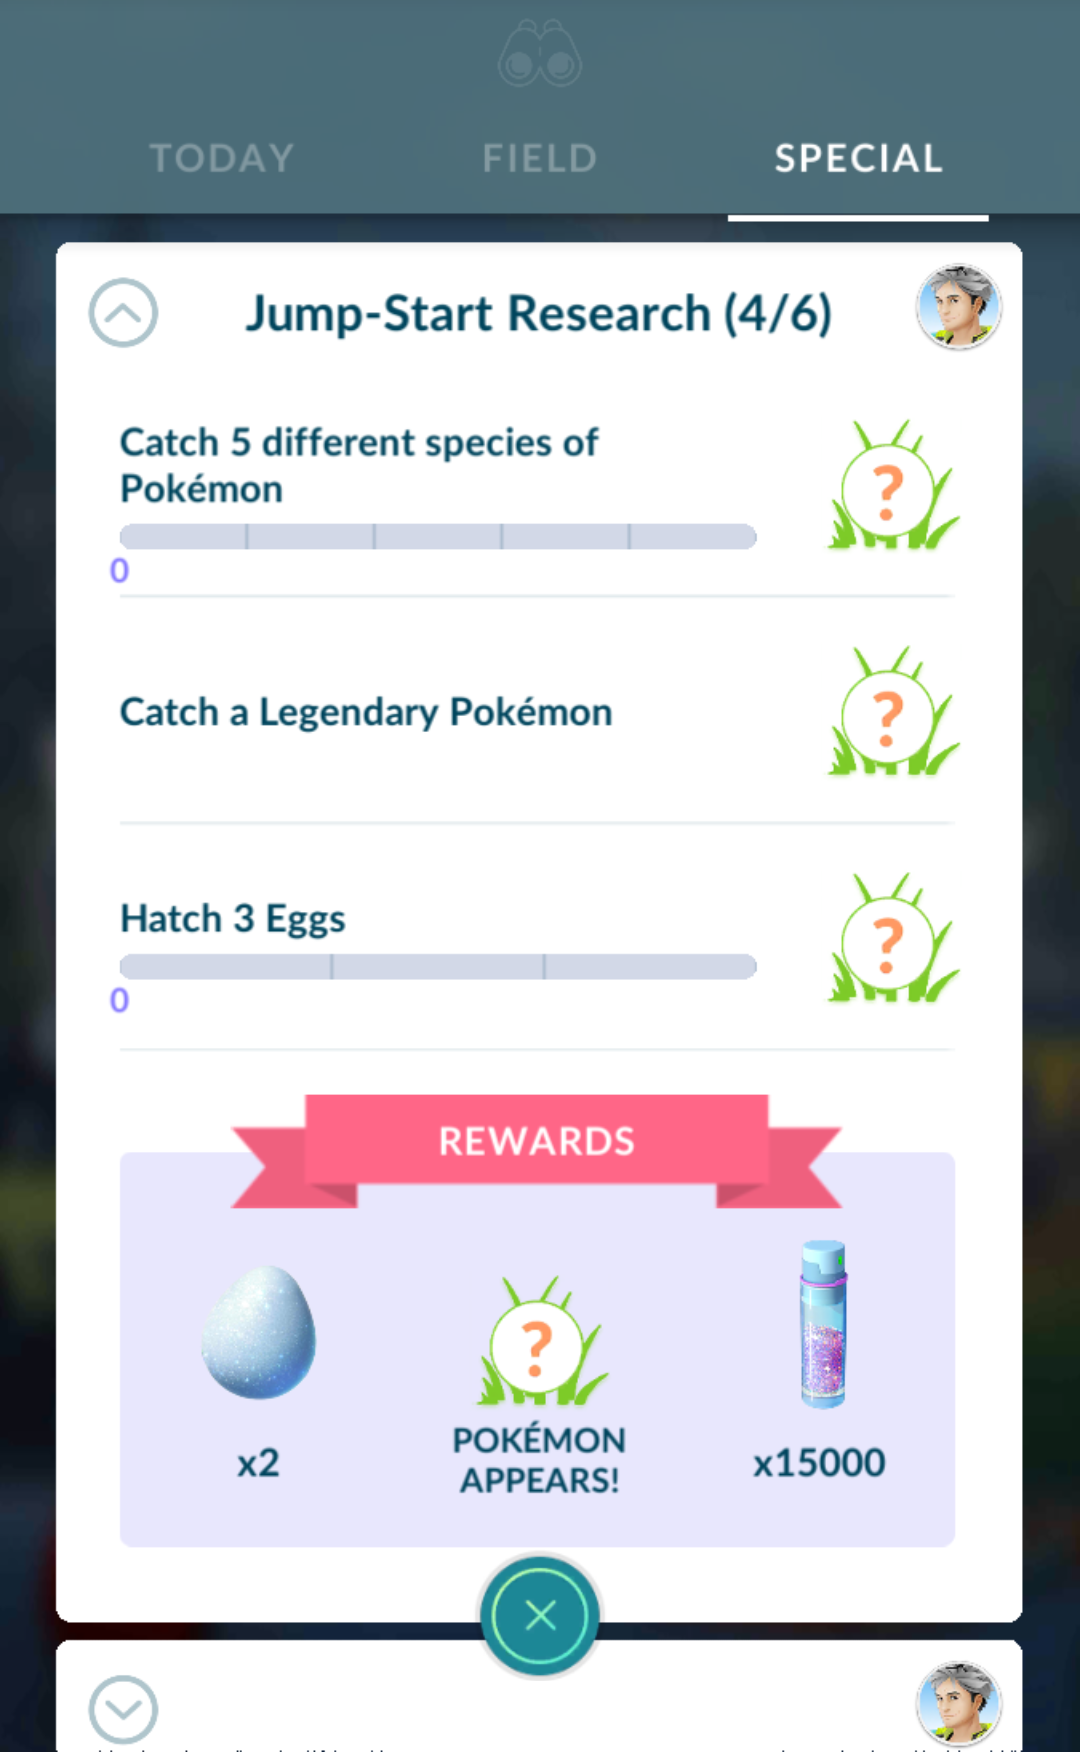 TODAY
FIELD
SPECIAL
Jump-Start Research (4/6)
Catch 5 different species of
Pokémon
?
0
Catch a Legendary Pokémon
?
Hatch 3 Eggs
?
0
REWARDS
?
x2
POKÉMON
APPEARS!
x15000